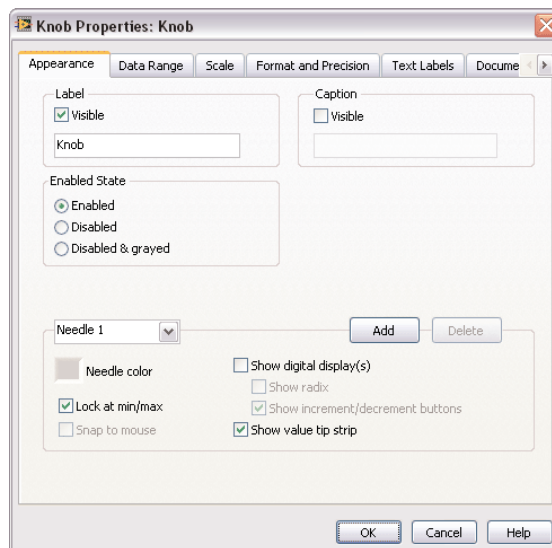 Knob Properties: Knob
Appearance Data Range Scale Format and Precision Text Labels Docume
Label
Visible
Knob
Caption
Visible
Enabled State
Enabled
Disabled
Disabled & grayed
Needle 1
Add
Delete
Needle color
Lock at min/max
Snap to mouse
Show digital display(s)
Show radix
Show increment/decrement buttons
Show value tip strip
OK
Cancel
Help